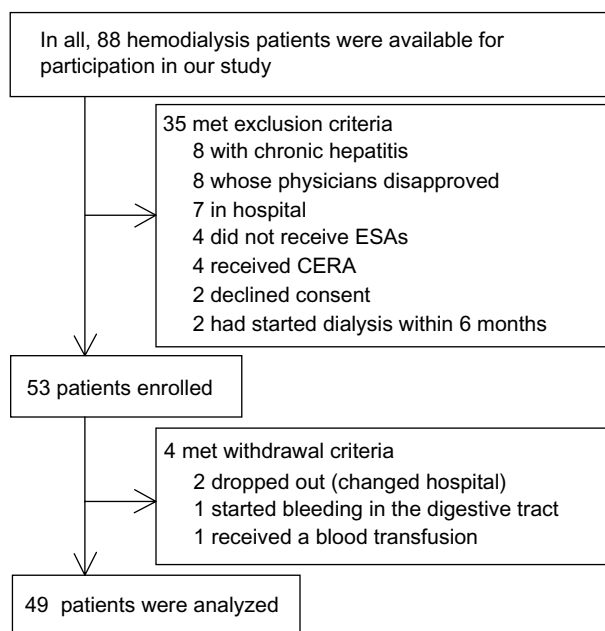 In all, 88 hemodialysis patients were available for
participation in our study
35 met exclusion criteria
8 with chronic hepatitis
8 whose physicians disapproved
7 in hospital
4 did not receive ESAs
4 received CERA
2 declined consent
2 had started dialysis within 6 months
53 patients enrolled
4 met withdrawal criteria
2 dropped out (changed hospital)
1 started bleeding in the digestive tract
1 received a blood transfusion
49 patients were analyzed